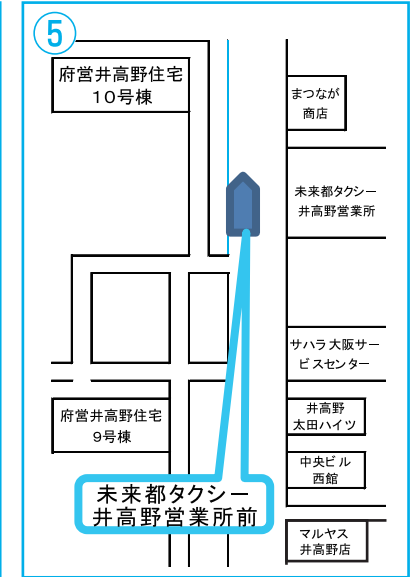 5
府営井高野住宅
10号棟
まつなが
商店
未来都タクシー
井高野営業所
サハラ大阪サー
ビスセンター
府営井高野住宅
9号棟
井高野
太田ハイツ
中央ビル
西館
未来都タクシー
井高野営業所前
マルヤス
井高野店